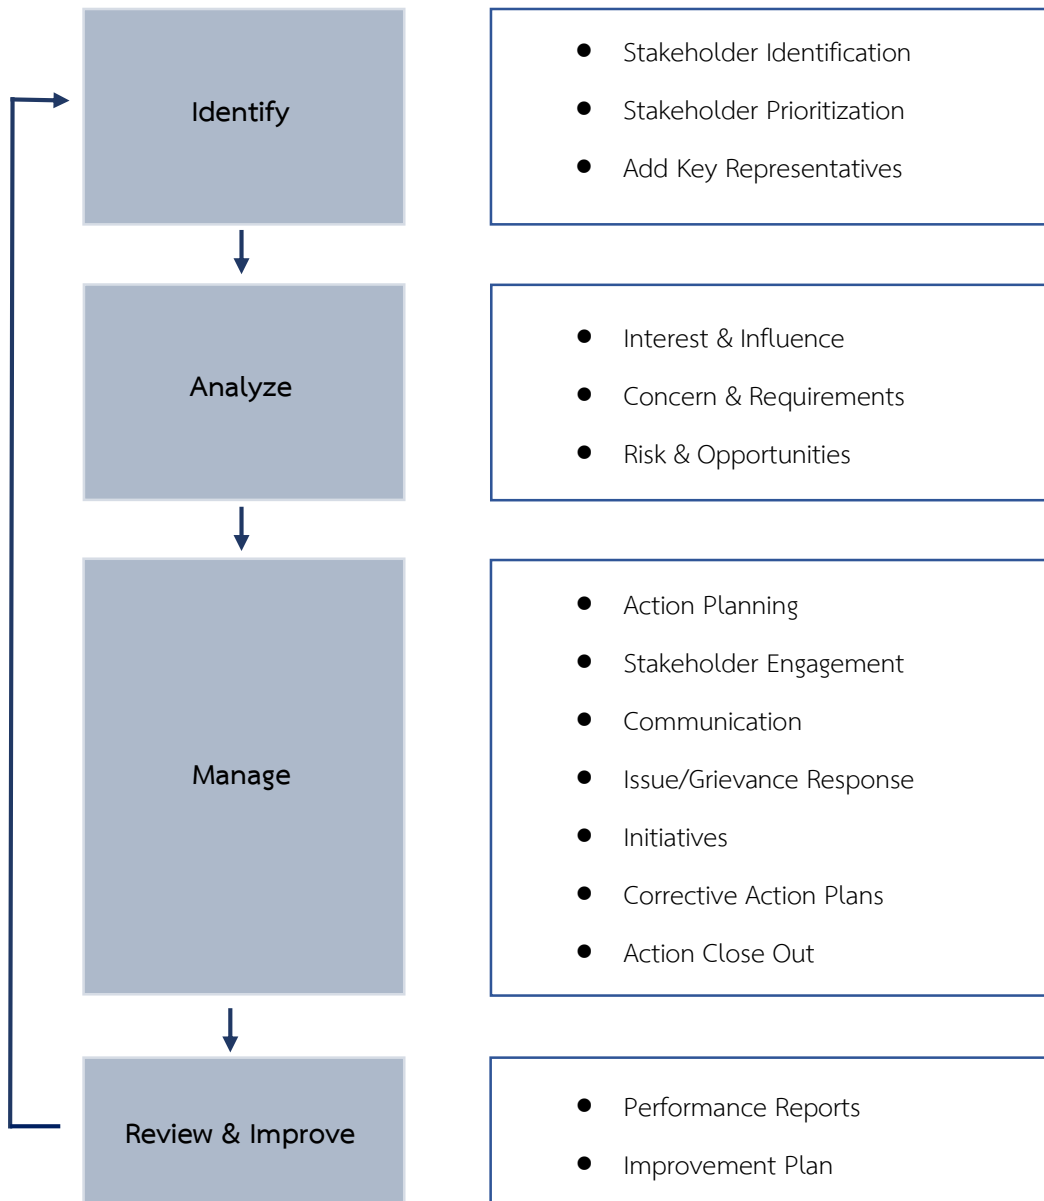 Identify
● Stakeholder Identification
● Stakeholder Prioritization
● Add Key Representatives
Analyze
● Interest & Influence
● Concern & Requirements
● Risk & Opportunities
Manage
● Action Planning
● Stakeholder Engagement
● Communication
● Issue/Grievance Response
● Initiatives
● Corrective Action Plans
● Action Close Out
Review & Improve
● Performance Reports
● Improvement Plan